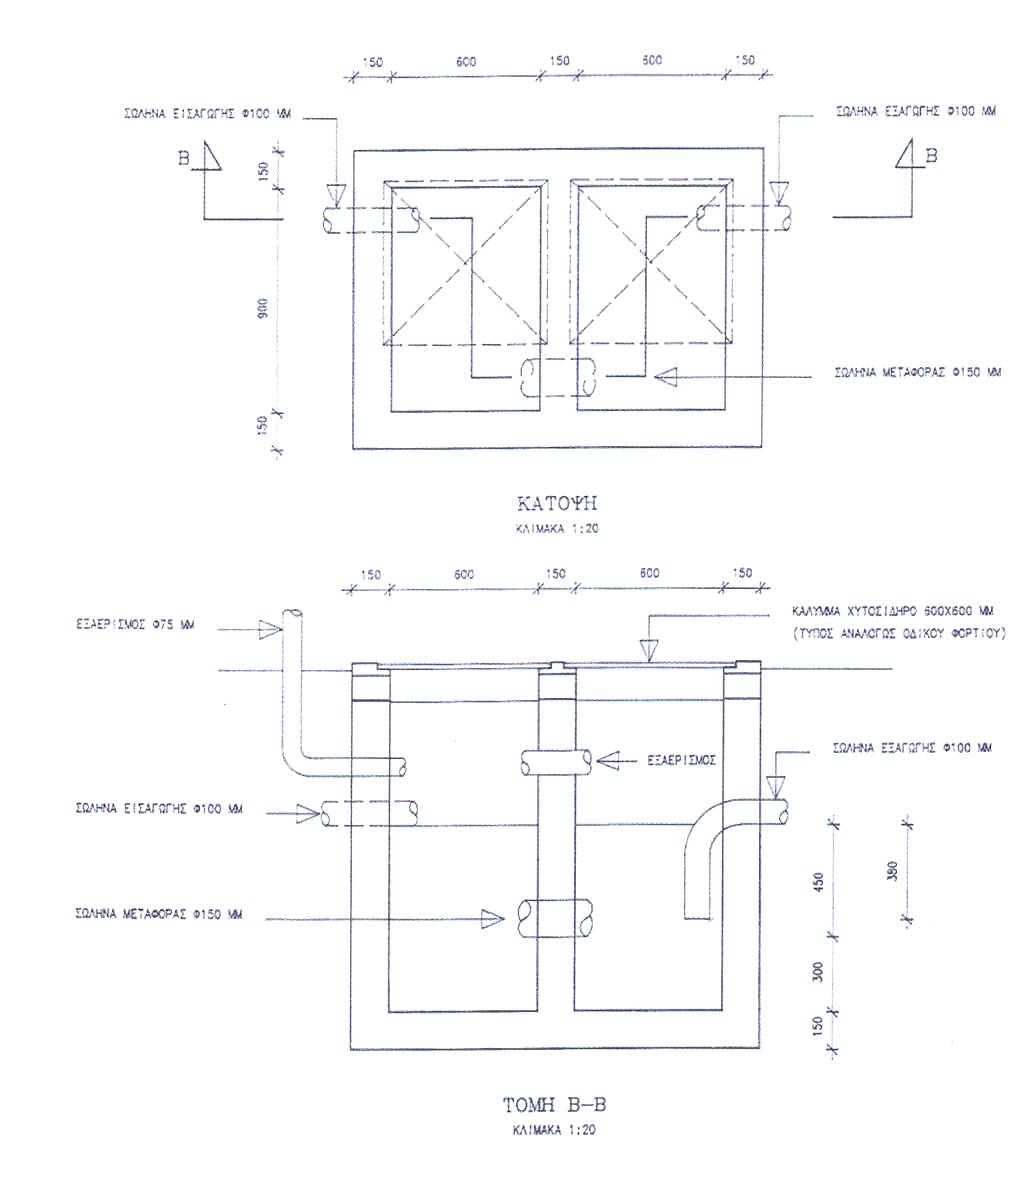 150 600 150 600 150
ΣΩΛΗΝΑ ΕΙΣΑΓΩΓΗΣ Φ100 ΜΜ
ΣΩΛΗΝΑ ΕΞΑΓΩΓΗΣ Φ100 ΜΜ
B
B
150
900
150
ΣΩΛΗΝΑ ΜΕΤΑΦΟΡΑΣ Φ150 ΜΜ
ΚΑΤΟΨΗ
ΚΛΙΜΑΚΑ 1:20
150 600 150 600 150
ΕΞΑΕΡΙΣΜΟΣ Φ75 ΜΜ
ΚΑΛΥΜΜΑ ΧΥΤΟΣΙΔΗΡΟ 600X600 ΜΜ
(ΤΥΠΟΣ ΑΝΑΛΟΓΩΣ ΟΔΙΚΟΥ ΦΟΡΤΙΟΥ)
ΕΞΑΕΡΙΣΜΟΣ
ΣΩΛΗΝΑ ΕΞΑΓΩΓΗΣ Φ100 ΜΜ
ΣΩΛΗΝΑ ΕΙΣΑΓΩΓΗΣ Φ100 ΜΜ
ΣΩΛΗΝΑ ΜΕΤΑΦΟΡΑΣ Φ150 ΜΜ
450
380
300
150
ΤΟΜΗ Β-Β
ΚΛΙΜΑΚΑ 1:20